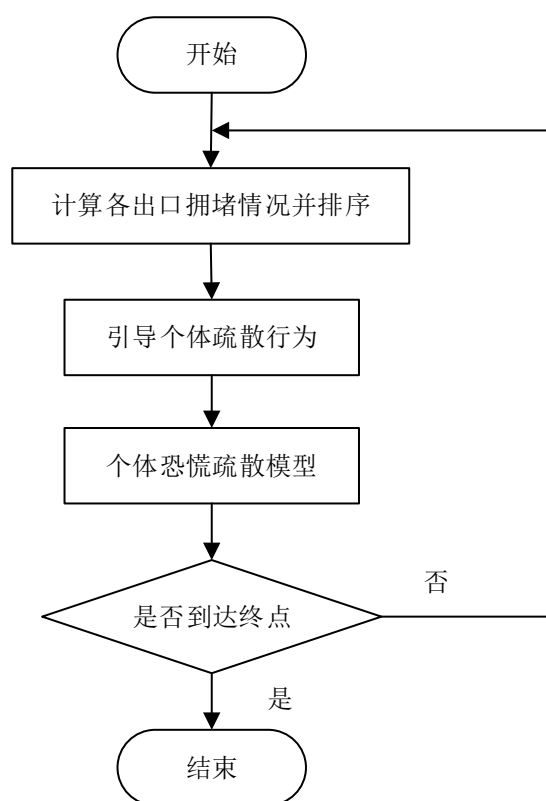 开始
计算各出口拥堵情况并排序
引导个体疏散行为
个体恐慌疏散模型
是否到达终点
否
是
结束